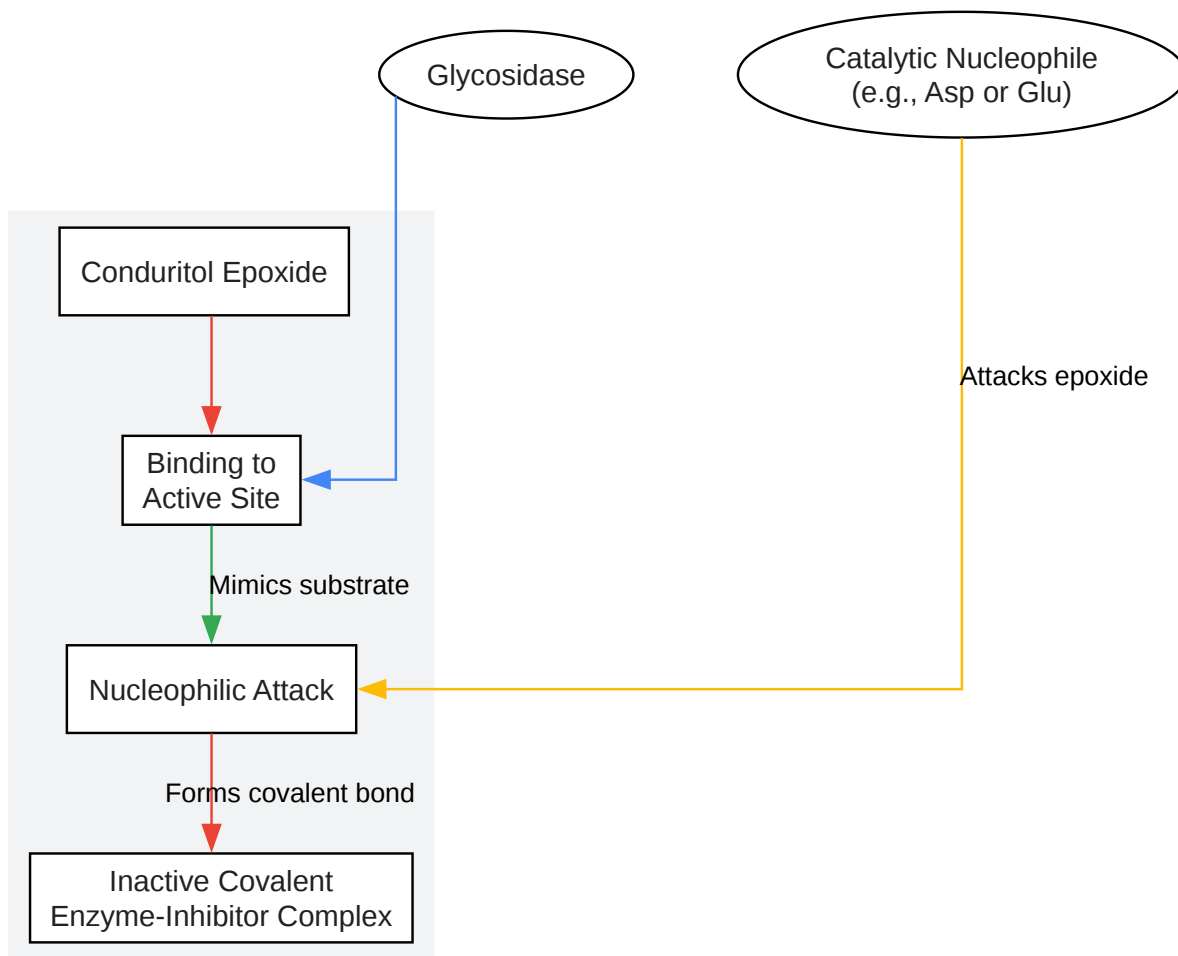 Glycosidase
Catalytic Nucleophile
(e.g., Asp or Glu)
Conduritol Epoxide
Attacks epoxide
Binding to
Active Site
Mimics substrate
Nucleophilic Attack
Forms covalent bond
Inactive Covalent
Enzyme-Inhibitor Complex